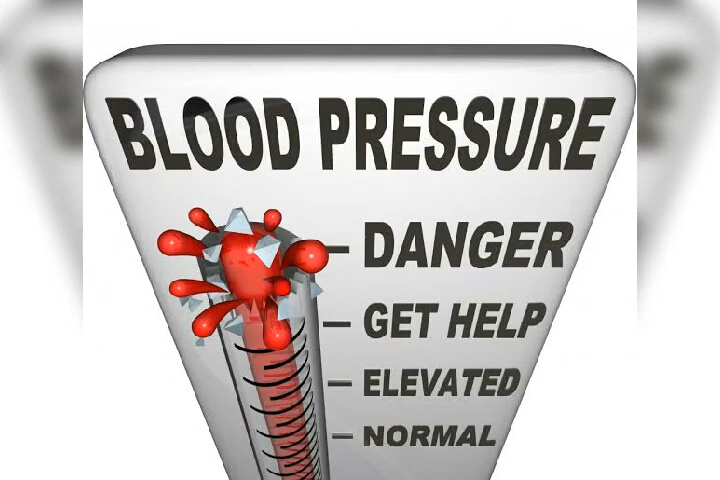 BLOOD PRESSURE
DANGER
GET HELP
ELEVATED
NORMAL